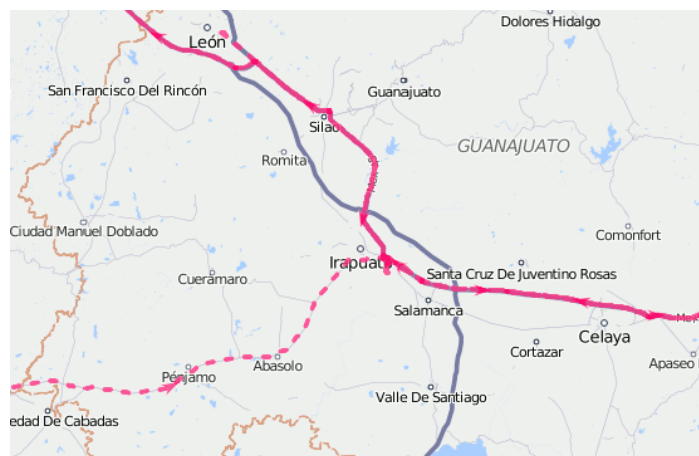 Dolores Hidalgo
León
San Francisco Del Rincón
Guanajuato
Silao
GUANAJUATO
Romita
Ciudad Manuel Doblado
Comonfort
Irapuato
Santa Cruz De Juventino Rosas
Cuerámaro
Salamanca
Celaya
Cortazar
Abasolo
Apaseo
Pénjamo
Valle De Santiago
edad De Cabadas